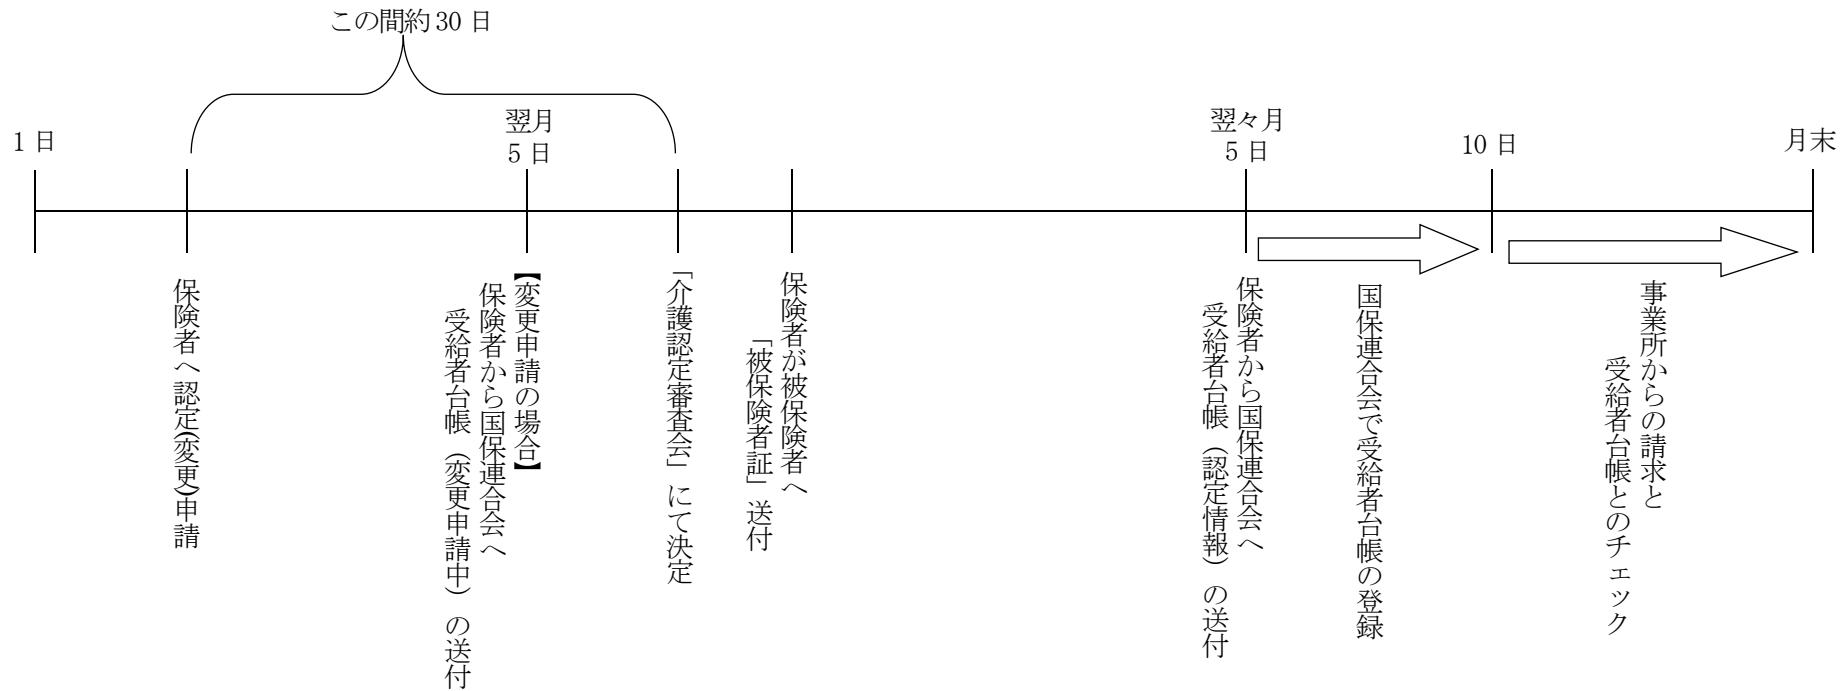 この間約30日
1日
翌月
5日
翌々月
5日
10日
月末
保険者へ認定(変更)申請
【変更申請の場合】
保険者から国保連合会へ
受給者台帳（変更申請中）の送付
「介護認定審査会」にて決定
保険者が被保険者へ
「被保険者証」送付
保険者から国保連合会へ
受給者台帳（認定情報）の送付
国保連合会で受給者台帳の登録
事業所からの請求と
受給者台帳とのチェック